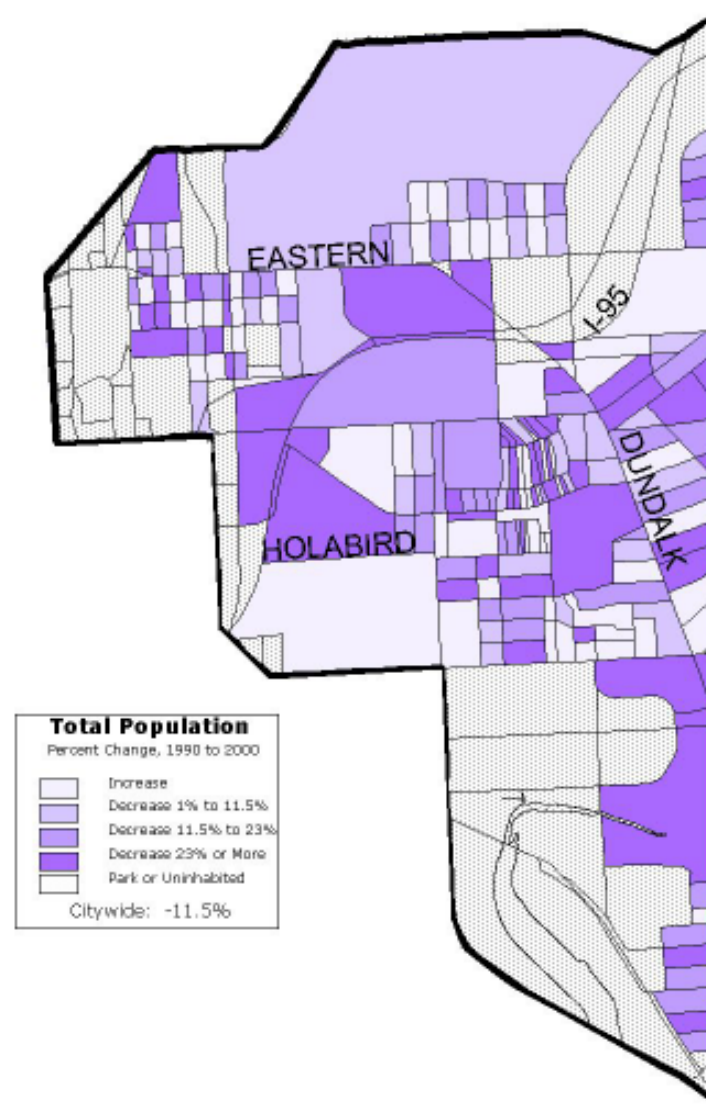 EASTERN
I-95
DUNDALK
HOLABIRD
Total Population
Percent Change, 1990 to 2000
Increase
Decrease 1% to 11.5%
Decrease 11.5% to 23%
Decrease 23% or More
Park or Uninhabited
Citywide: -11.5%